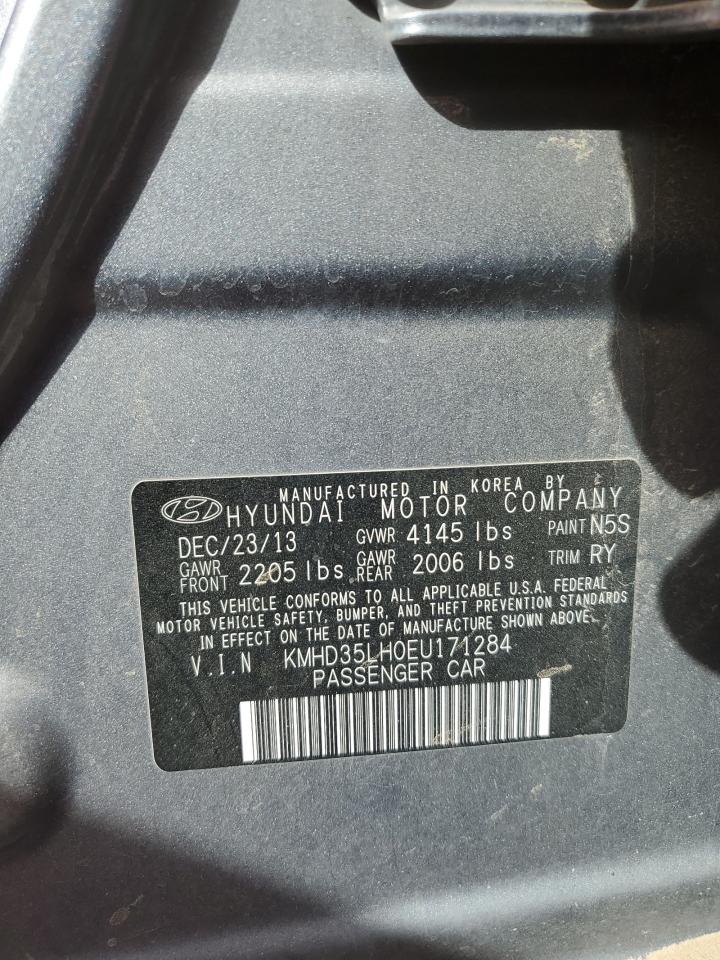 MANUFACTURED IN KOREA BY
HYUNDAI MOTOR COMPANY
DEC/23/13 GVWR 4145 lbs PAINT N5S
GAWR FRONT 2205 lbs GAWR REAR 2006 lbs TRIM RY
THIS VEHICLE CONFORMS TO ALL APPLICABLE U.S.A. FEDERAL
MOTOR VEHICLE SAFETY, BUMPER, AND THEFT PREVENTION STANDARDS
IN EFFECT ON THE DATE OF MANUFACTURE SHOWN ABOVE.
V.I.N KMHD35LH0EU171284
PASSENGER CAR